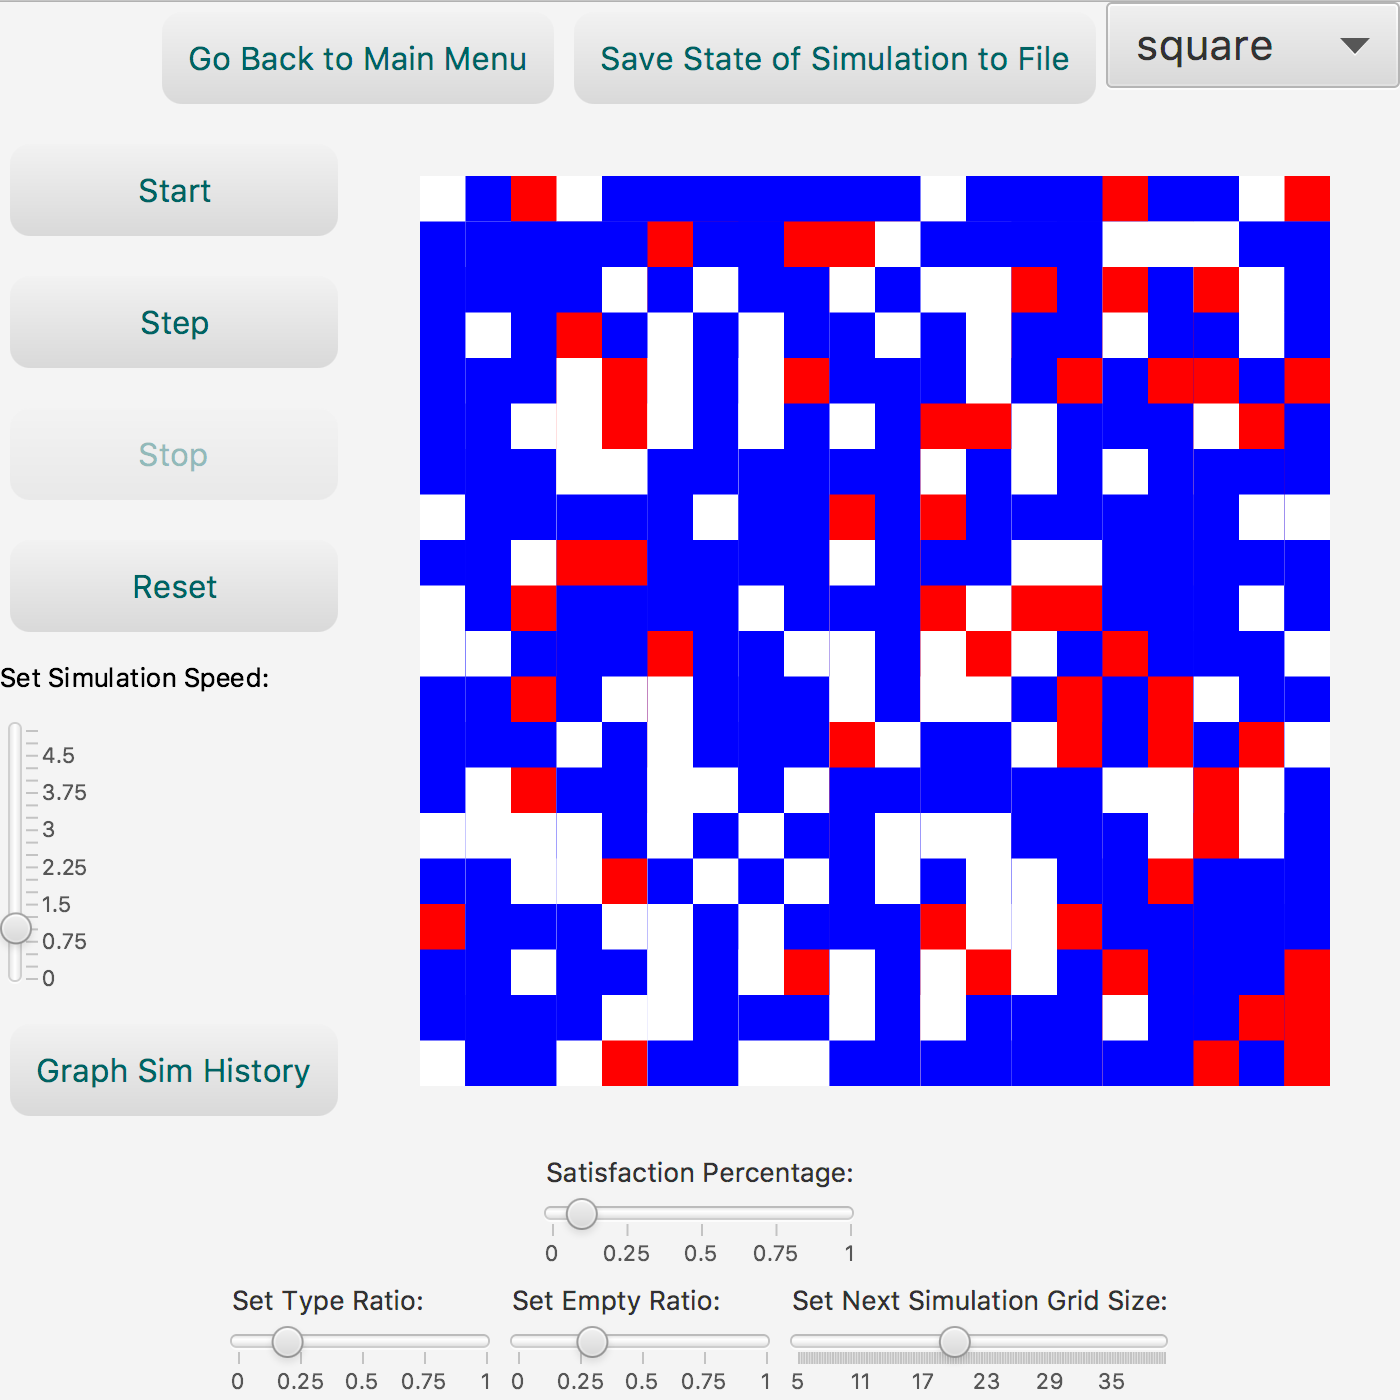 Go Back to Main Menu
Save State of Simulation to File
square
Start
Step
Stop
Reset
Set Simulation Speed:
4.5
3.75
3
2.25
1.5
0.75
0
Graph Sim History
Satisfaction Percentage:
0 0.25 0.5 0.75 1
Set Type Ratio:
0 0.25 0.5 0.75 1
Set Empty Ratio:
0 0.25 0.5 0.75 1
Set Next Simulation Grid Size:
5 11 17 23 29 35